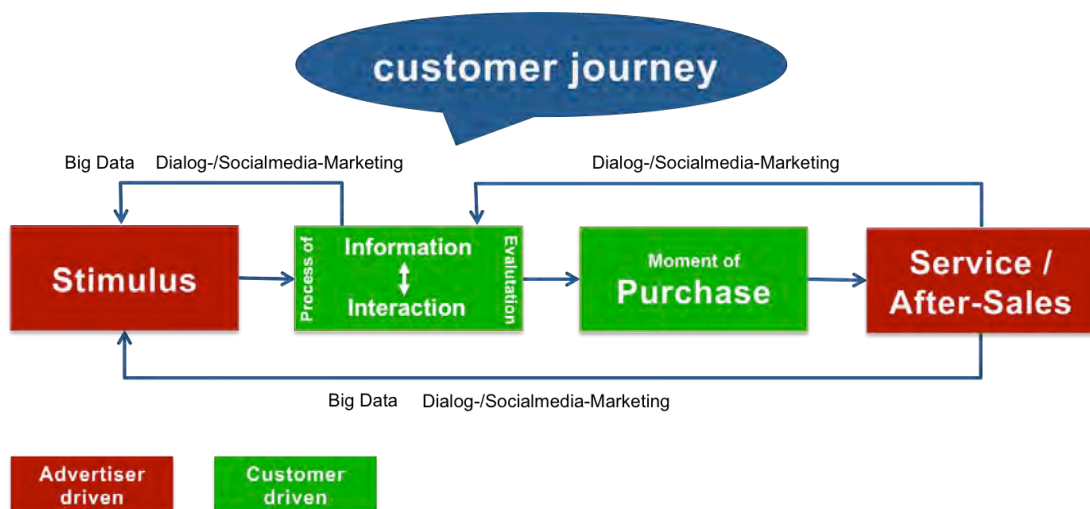 customer journey
Big Data Dialog-/Socialmedia-Marketing
Dialog-/Socialmedia-Marketing
Stimulus
Process of
Information
Interaction
Evalutation
Moment of
Purchase
Service /
After-Sales
Big Data Dialog-/Socialmedia-Marketing
Advertiser
driven
Customer
driven